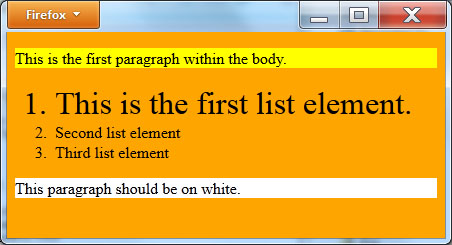 Firefox
This is the first paragraph within the body.
1. This is the first list element.
2. Second list element
3. Third list element
This paragraph should be on white.